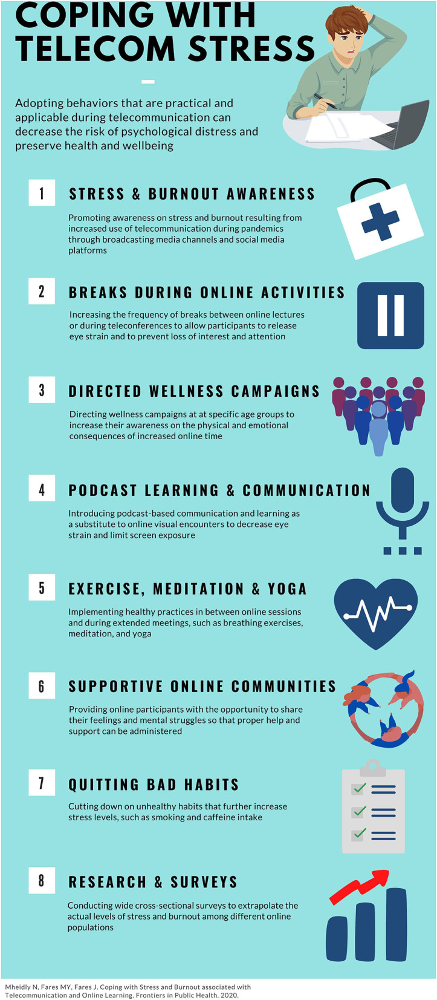 COPING WITH
TELECOM STRESS
Adopting behaviors that are practical and
applicable during telecommunication can
decrease the risk of psychological distress and
preserve health and wellbeing
1
STRESS & BURNOUT AWARENESS
Promoting awareness on stress and burnout resulting from
increased use of telecommunication during pandemics
through broadcasting media channels and social media
platforms
2
BREAKS DURING ONLINE ACTIVITIES
Increasing the frequency of breaks between online lectures
or during teleconferences to allow participants to release
eye strain and to prevent loss of interest and attention
3
DIRECTED WELLNESS CAMPAIGNS
Directing wellness campaigns at at specific age groups to
increase their awareness on the physical and emotional
consequences of increased online time
4
PODCAST LEARNING & COMMUNICATION
Introducing podcast-based communication and learning as
a substitute to online visual encounters to decrease eye
strain and limit screen exposure
5
EXERCISE, MEDITATION & YOGA
Implementing healthy practices in between online sessions
and during extended meetings, such as breathing exercises,
meditation, and yoga
6
SUPPORTIVE ONLINE COMMUNITIES
Providing online participants with the opportunity to share
their feelings and mental struggles so that proper help and
support can be administered
7
QUITTING BAD HABITS
Cutting down on unhealthy habits that further increase
stress levels, such as smoking and caffeine intake
8
RESEARCH & SURVEYS
Conducting wide cross-sectional surveys to extrapolate the
actual levels of stress and burnout among different online
populations
Mheidly N, Fares MY, Fares J. Coping with Stress and Burnout associated with
Telecommunication and Online Learning. Frontiers in Public Health. 2020.